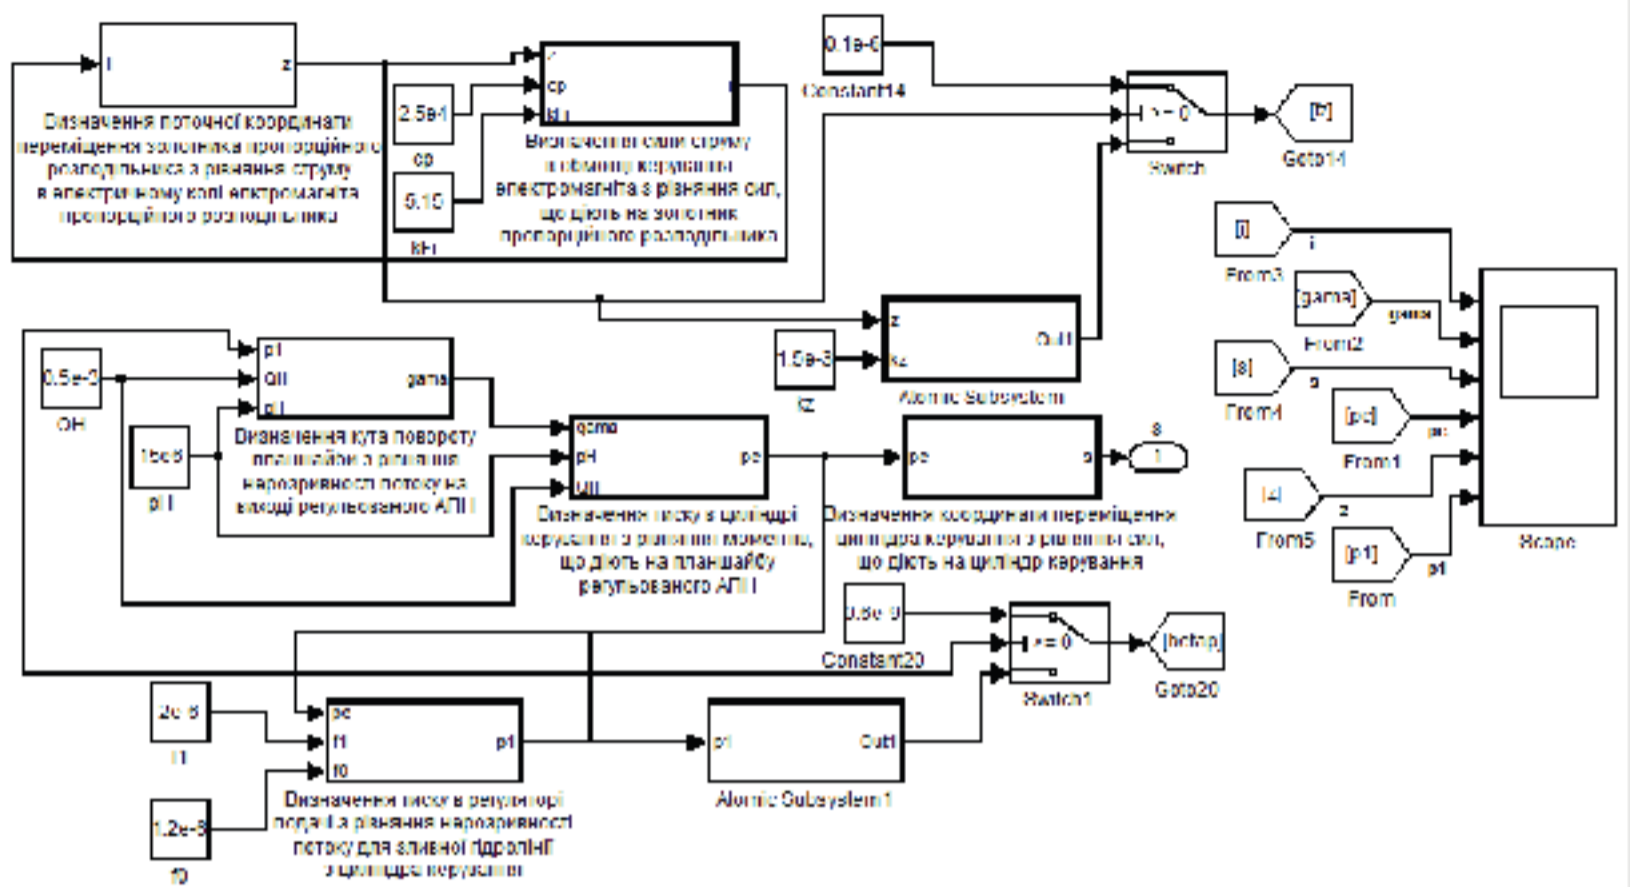 i
z
Визначення поточної координати
переміщення золотника пропорційного
розподільника з рівняння струму
в електричному колі елктромагніта
пропорційного розподільника
z
cp
kFi
i
2.5e4
cp
5.15
kFi
Визначення сили струму
в обмотці керування
електромагніта з рівняння сил,
що діють на золотник
пропорційного розподільника
Constant14
Switch
[fz]
Goto14
[i]
i
From3
[gama]
gama
From2
[s]
s
From4
[pc]
pc
From1
[z]
z
From5
[p1]
p1
From
Scope
z
kz
Out1
1.5e-3
kz
Atomic Subsystem
p1
QH
pH
gama
0.5e-3
QH
15e6
pH
Визначення кута повороту
планшайби з рівняння
нерозривності потоку на
виході регульованого АПН
gama
pH
QH
pc
Визначення тиску в циліндрі
керування з рівняння моментів,
що діють на планшайбу
регульованого АПН
pc
s
s
1
Визначення координати переміщення
циліндра керування з рівняння сил,
що діють на циліндр керування
Constant20
>= 0
Switch1
[betap]
Goto20
2e-6
f1
1.2e-6
f0
pc
f1
f0
p1
Визначення тиску в регуляторі
подачі з рівняння нерозривності
потоку для зливної гідролінії
з циліндра керування
p1
Out1
Atomic Subsystem1